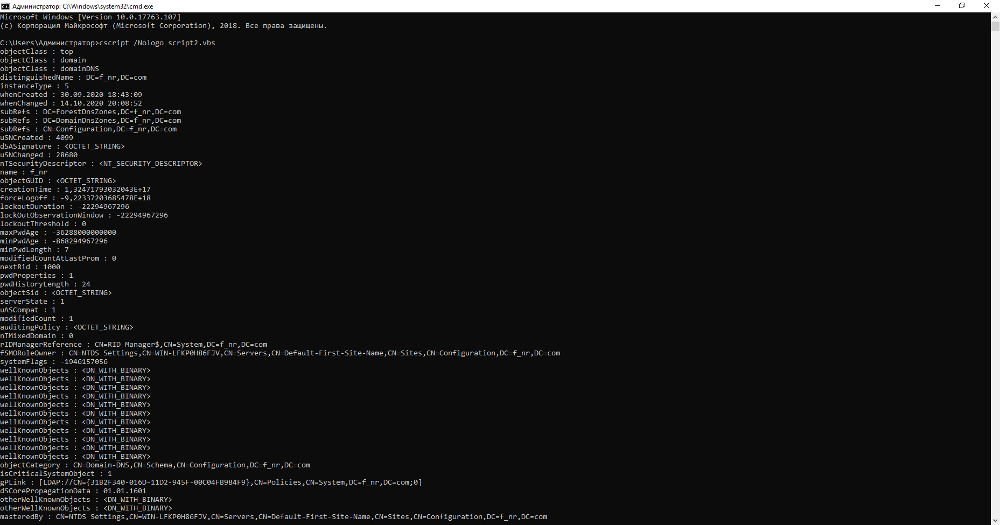 Администратор: C:\Windows\system32\cmd.exe
Microsoft Windows [Version 10.0.17763.107]
(c) Корпорация Майкрософт (Microsoft Corporation), 2018. Все права защищены.
C:\Users\Администратор>cscript /Nologo script2.vbs
objectClass : top
objectClass : domain
objectClass : domainDNS
distinguishedName : DC=f_nr,DC=com
instanceType : 5
whenCreated : 30.09.2020 18:43:09
whenChanged : 14.10.2020 20:08:52
subRefs : DC=ForestDnsZones,DC=f_nr,DC=com
subRefs : DC=DomainDnsZones,DC=f_nr,DC=com
subRefs : CN=Configuration,DC=f_nr,DC=com
uSNCreated : 4099
dSASignature : <OCTET_STRING>
uSNChanged : 28680
nTSecurityDescriptor : <NT_SECURITY_DESCRIPTOR>
name : f_nr
objectGUID : <OCTET_STRING>
creationTime : 1,32471793032043E+17
forceLogoff : -9,22337203685478E+18
lockoutDuration : -22294967296
lockOutObservationWindow : -22294967296
lockoutThreshold : 0
maxPwdAge : -36288000000000
minPwdAge : -868294967296
minPwdLength : 7
modifiedCountAtLastProm : 0
nextRid : 1000
pwdProperties : 1
pwdHistoryLength : 24
objectSid : <OCTET_STRING>
serverState : 1
uASCompat : 1
modifiedCount : 1
auditingPolicy : <OCTET_STRING>
nTMixedDomain : 0
rIDManagerReference : CN=RID Manager$,CN=System,DC=f_nr,DC=com
fSMORoleOwner : CN=NTDS Settings,CN=WIN-LFKP0H86FJV,CN=Servers,CN=Default-First-Site-Name,CN=Sites,CN=Configuration,DC=f_nr,DC=com
systemFlags : -1946157056
wellKnownObjects : <DN_WITH_BINARY>
wellKnownObjects : <DN_WITH_BINARY>
wellKnownObjects : <DN_WITH_BINARY>
wellKnownObjects : <DN_WITH_BINARY>
wellKnownObjects : <DN_WITH_BINARY>
wellKnownObjects : <DN_WITH_BINARY>
wellKnownObjects : <DN_WITH_BINARY>
wellKnownObjects : <DN_WITH_BINARY>
wellKnownObjects : <DN_WITH_BINARY>
wellKnownObjects : <DN_WITH_BINARY>
wellKnownObjects : <DN_WITH_BINARY>
objectCategory : CN=Domain-DNS,CN=Schema,CN=Configuration,DC=f_nr,DC=com
isCriticalSystemObject : 1
gPLink : [LDAP://CN={31B2F340-016D-11D2-945F-00C04FB984F9},CN=Policies,CN=System,DC=f_nr,DC=com;0]
dSCorePropagationData : 01.01.1601
otherWellKnownObjects : <DN_WITH_BINARY>
otherWellKnownObjects : <DN_WITH_BINARY>
masteredBy : CN=NTDS Settings,CN=WIN-LFKP0H86FJV,CN=Servers,CN=Default-First-Site-Name,CN=Sites,CN=Configuration,DC=f_nr,DC=com